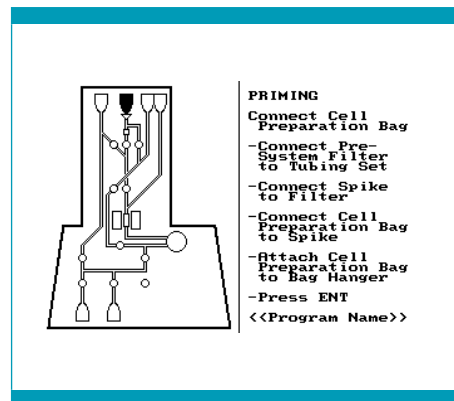 PRIMING
Connect Cell
Preparation Bag
-Connect Pre-
System Filter
to Tubing Set
-Connect Spike
to Filter
-Connect Cell
Preparation Bag
to Spike
-Attach Cell
Preparation Bag
to Bag Hanger
-Press ENT
<<Program Name>>